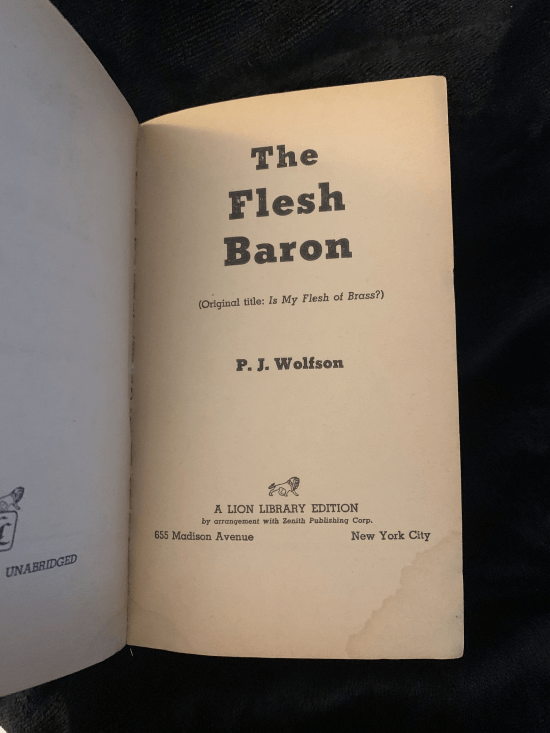 UNABRIDGED
The
Flesh
Baron
(Original title: Is My Flesh of Brass?)
P. J. Wolfson
A LION LIBRARY EDITION
by arrangement with Zenith Publishing Corp.
655 Madison Avenue New York City